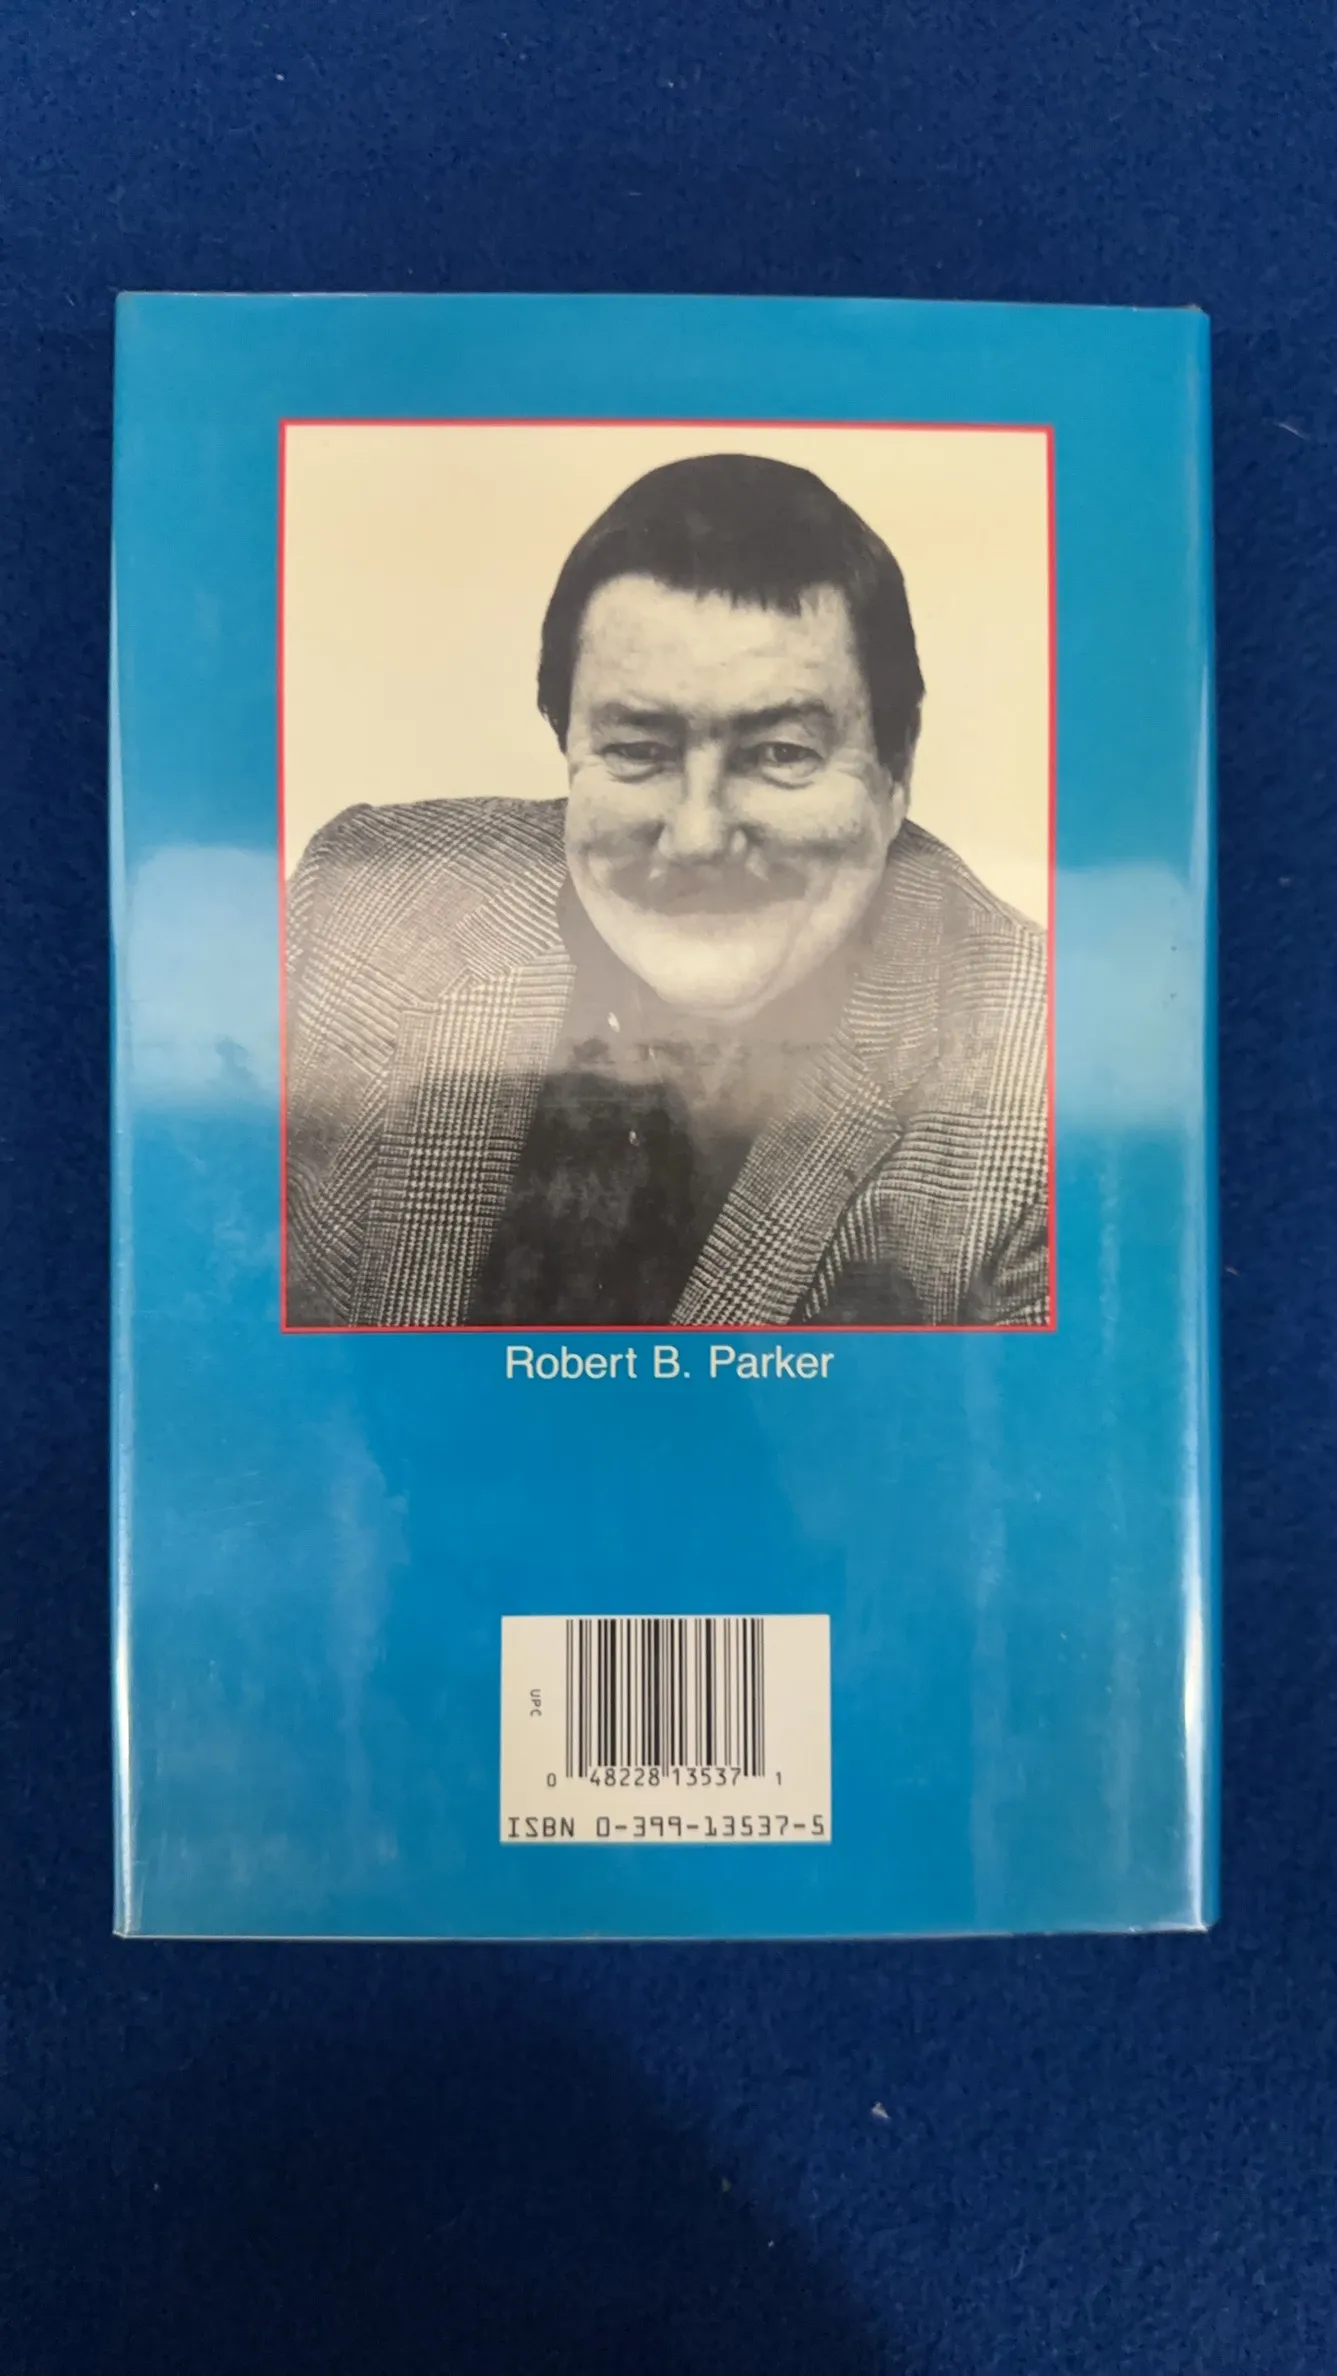 Robert B. Parker
UPC
0 48228 13537 1
ISBN 0-399-13537-5